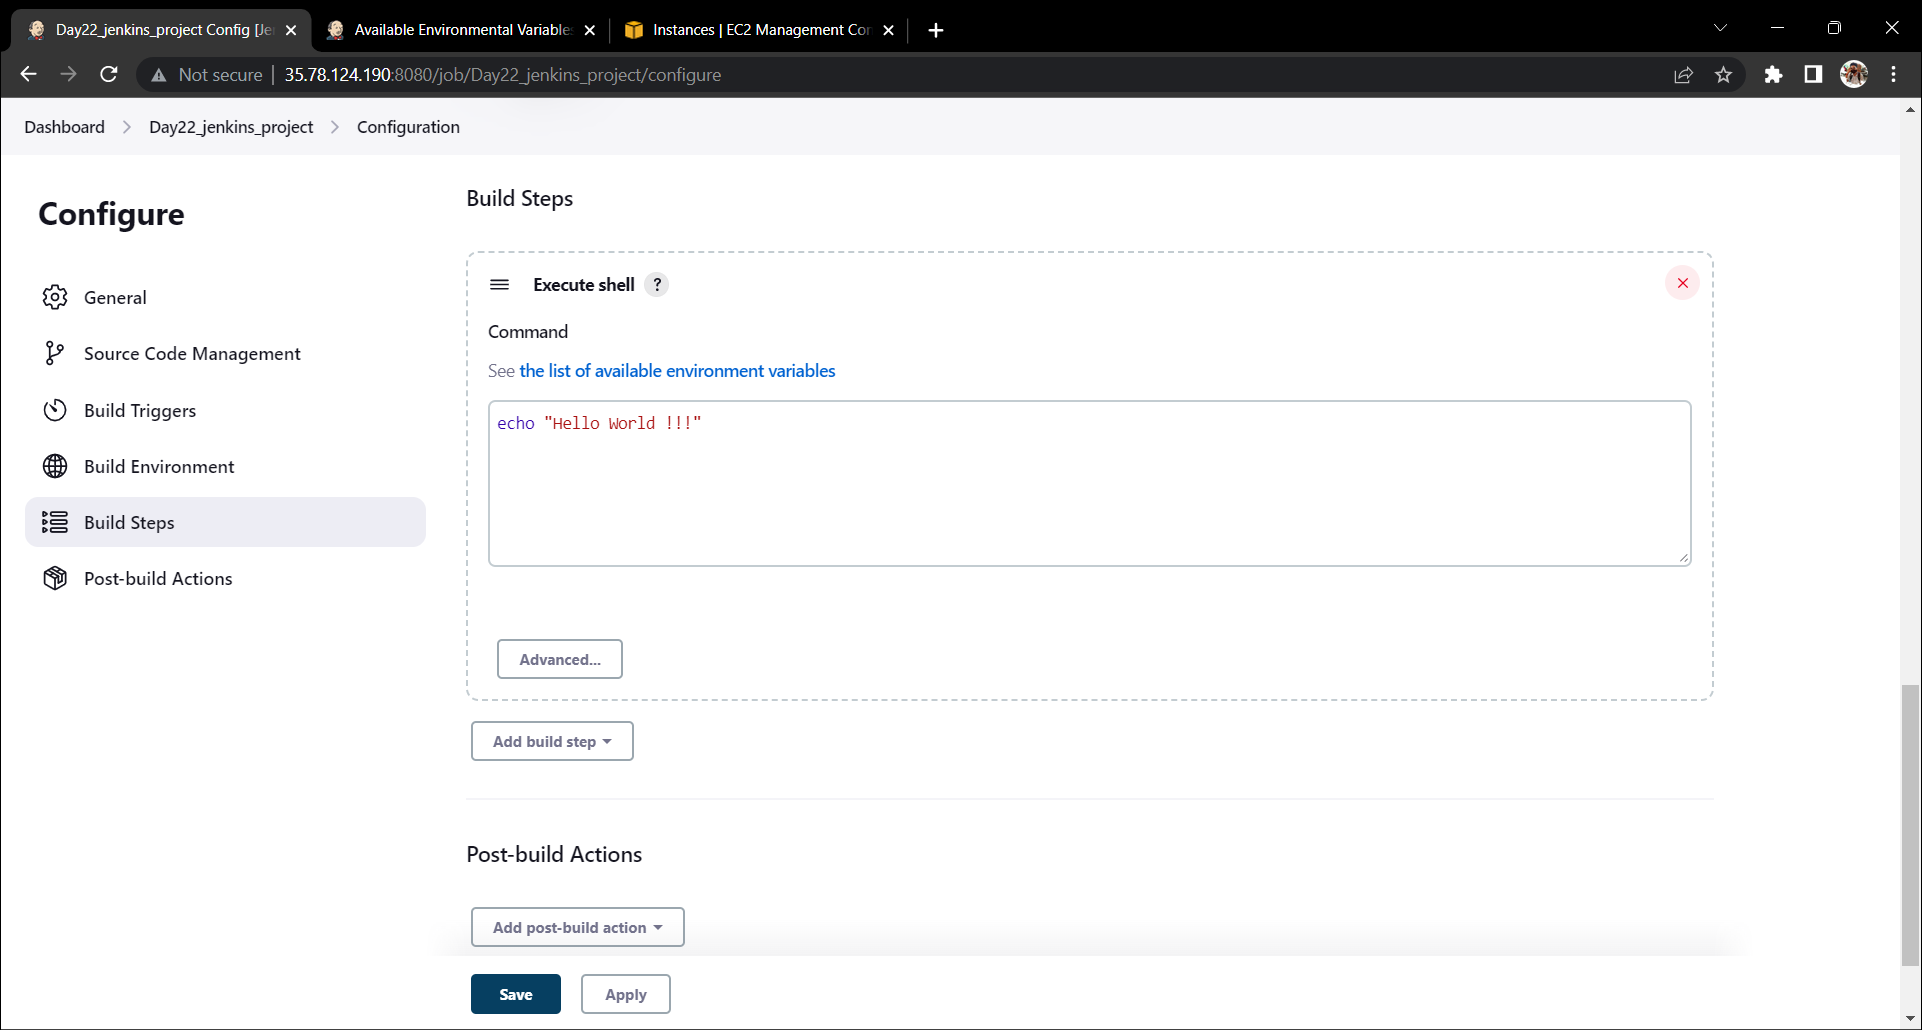 Day22_jenkins_project Config [Je
Available Environmental Variables
Instances | EC2 Management Con
Not secure | 35.78.124.190:8080/job/Day22_jenkins_project/configure
Dashboard > Day22_jenkins_project > Configuration
Configure
General
Source Code Management
Build Triggers
Build Environment
Build Steps
Post-build Actions
Build Steps
Execute shell ?
Command
See the list of available environment variables
echo "Hello World !!!"
Advanced...
Add build step
Post-build Actions
Add post-build action
Save Apply